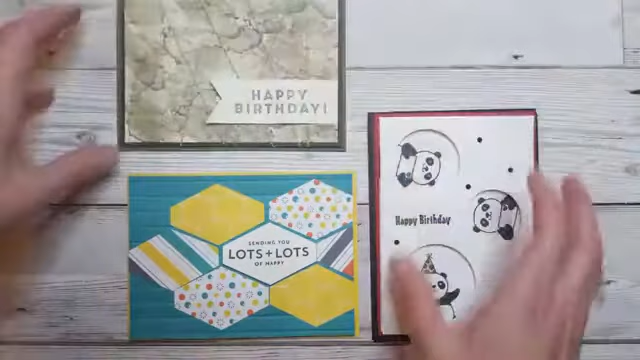 HAPPY
BIRTHDAY!
SENDING YOU
LOTS+LOTS
OF HAPPY
Happy Birthday